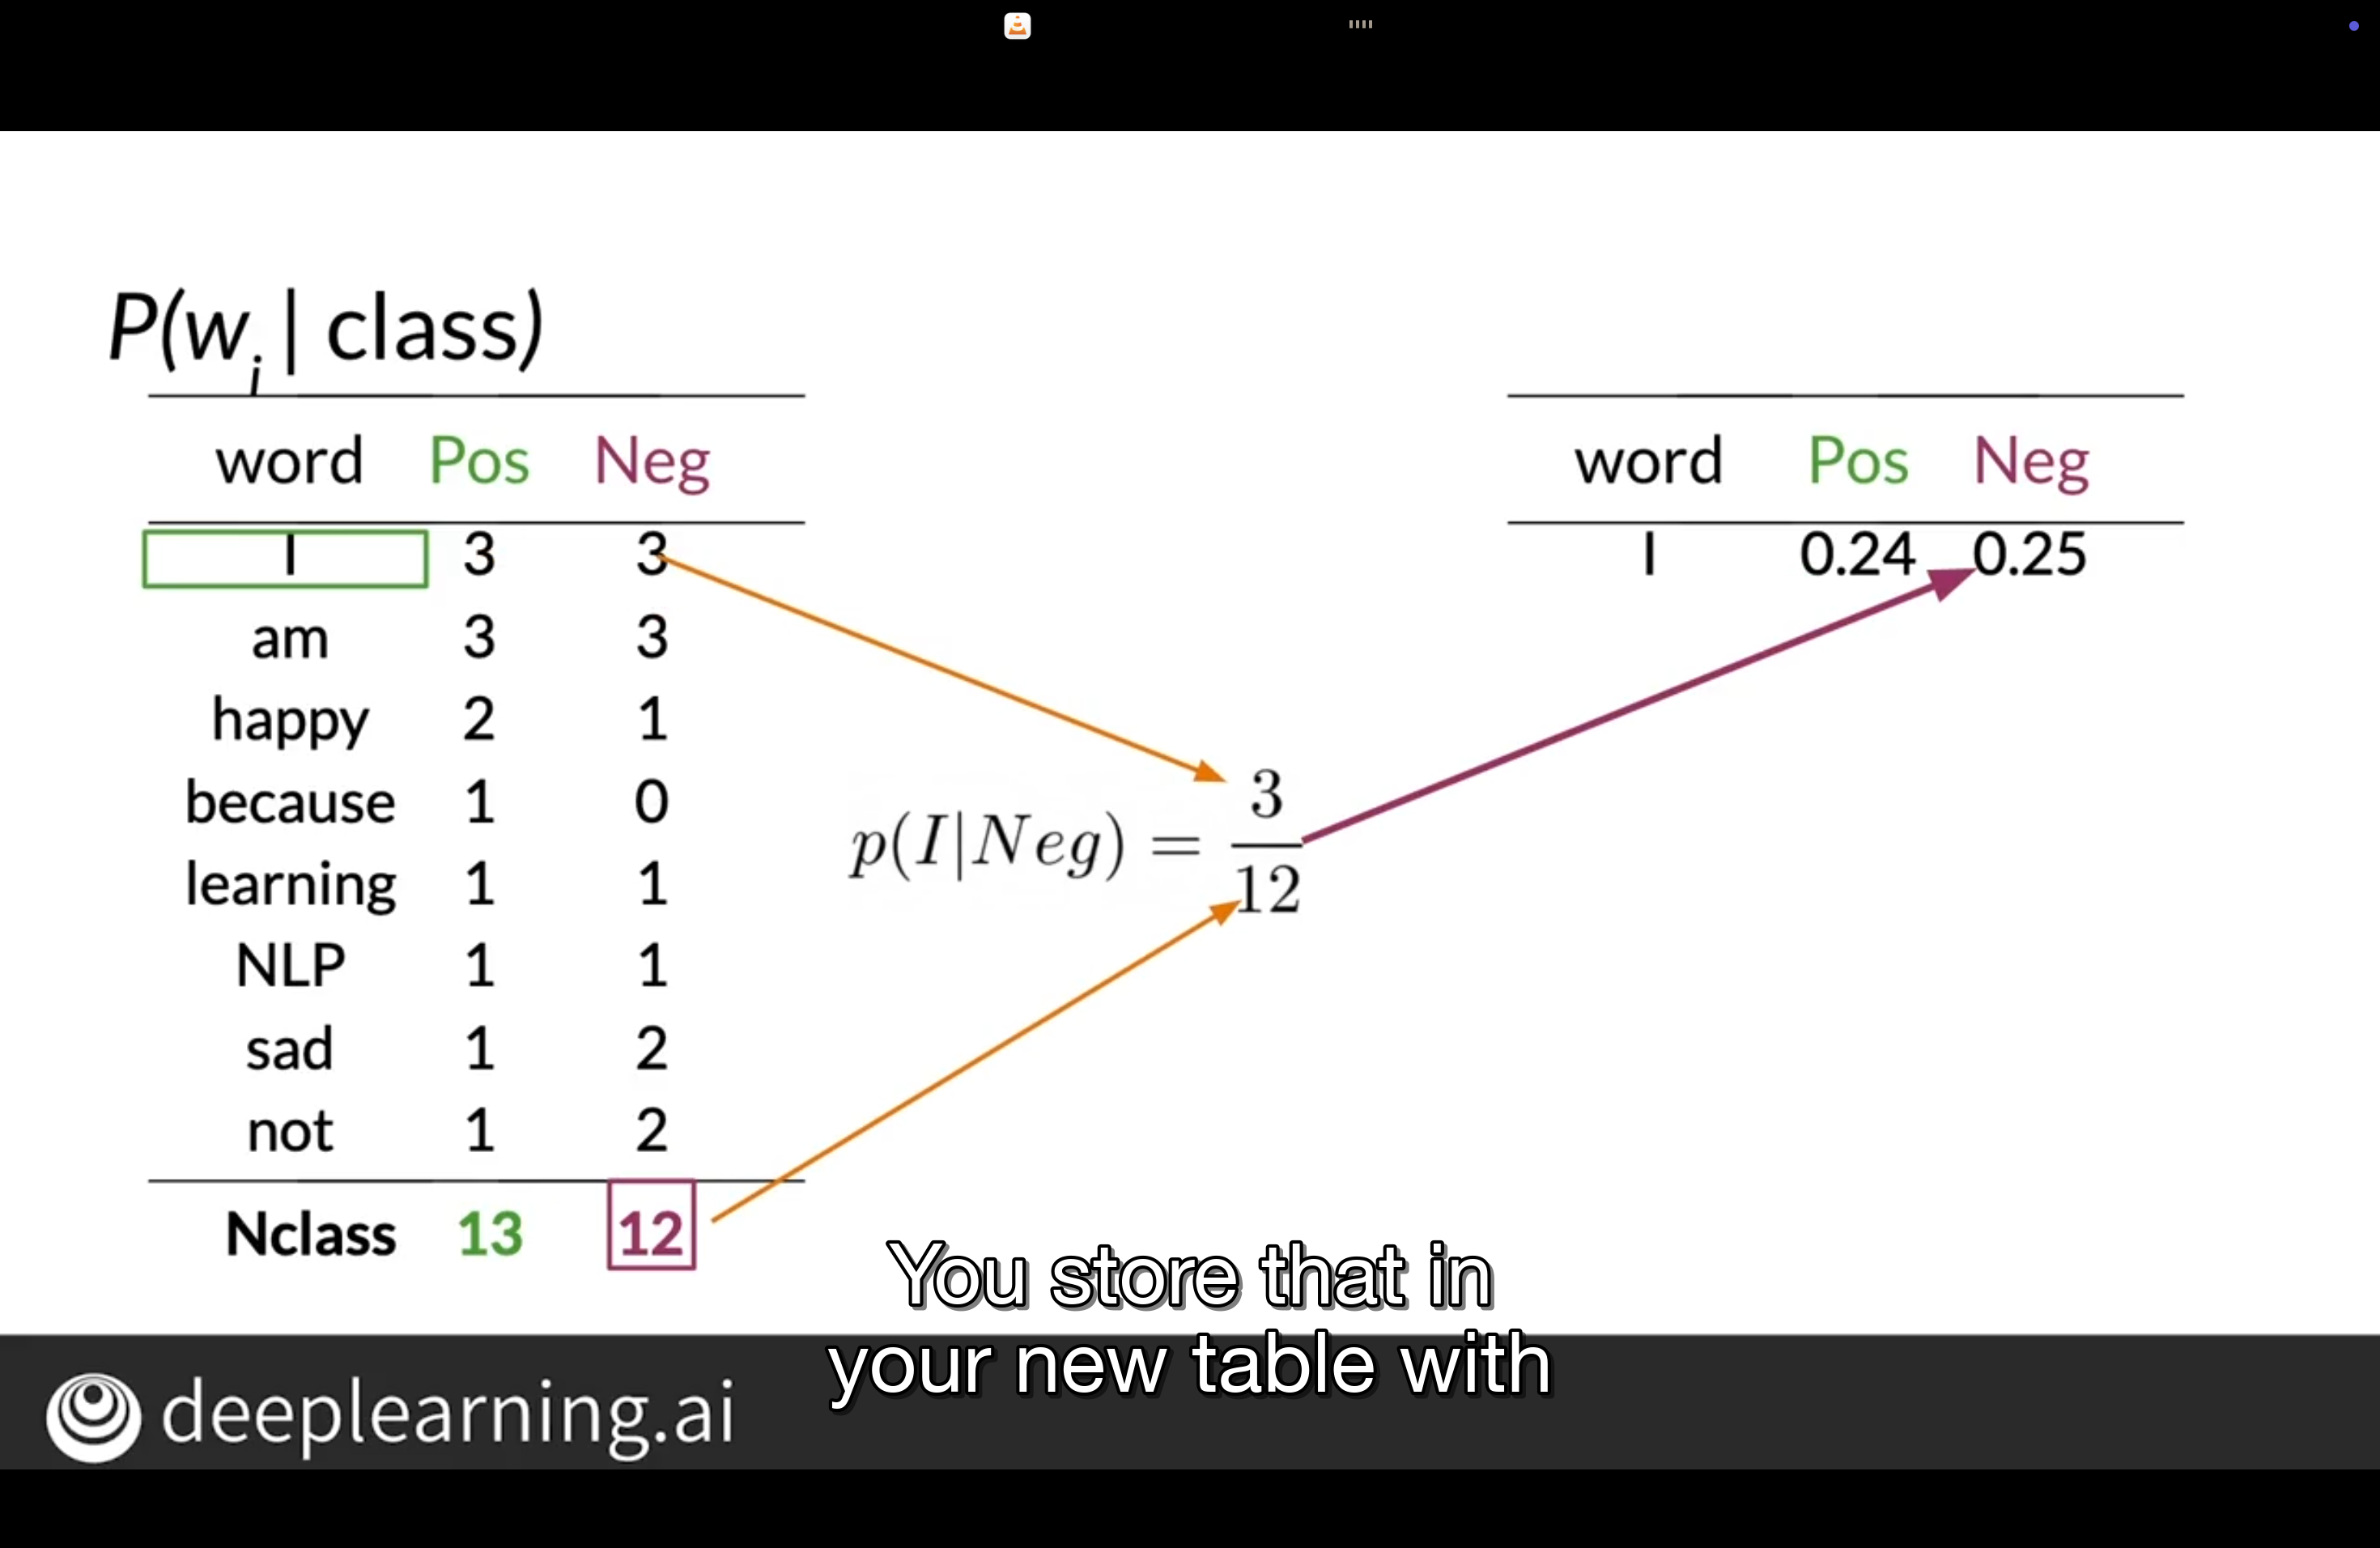 P(wi | class)
word Pos Neg
I 3 3
am 3 3
happy 2 1
because 1 0
learning 1 1
NLP 1 1
sad 1 2
not 1 2
Nclass 13 12
p(I|Neg) = 3/12
word Pos Neg
I 0.24 0.25
You store that in
your new table with
deeplearning.ai